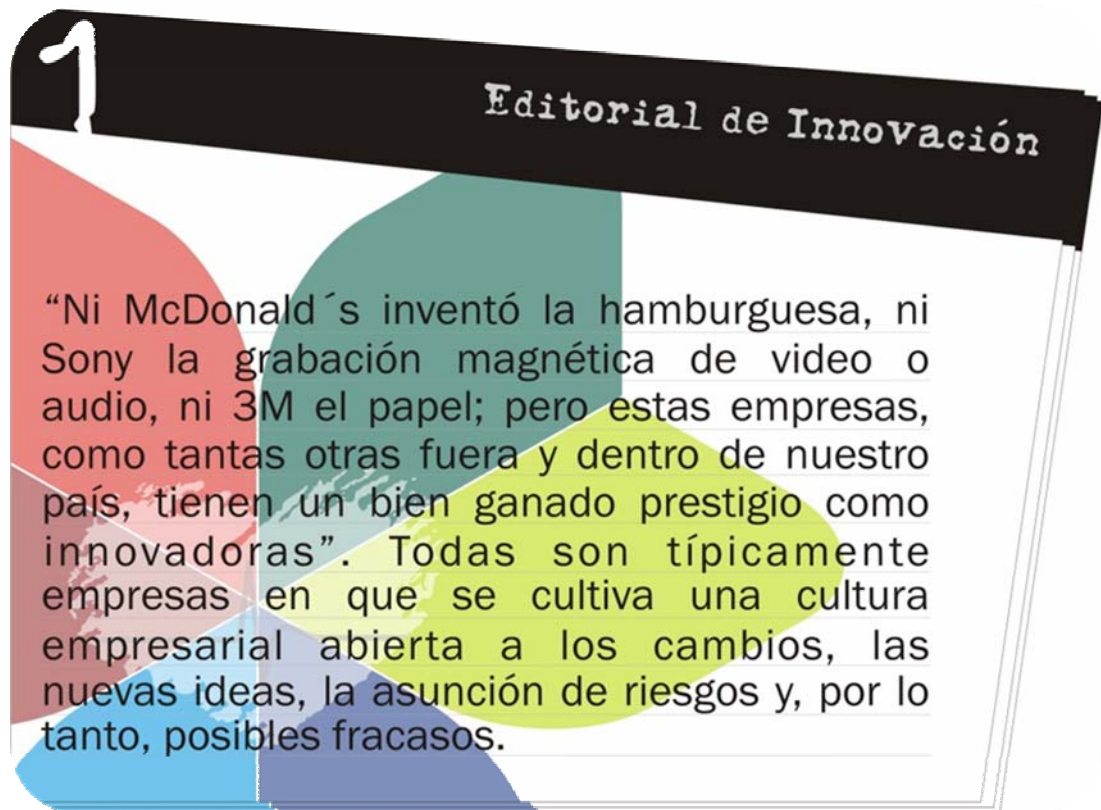 1
Editorial de Innovación
“Ni McDonald´s inventó la hamburguesa, ni
Sony la grabación magnética de video o
audio, ni 3M el papel; pero estas empresas,
como tantas otras fuera y dentro de nuestro
país, tienen un bien ganado prestigio como
innovadoras”. Todas son típicamente
empresas en que se cultiva una cultura
empresarial abierta a los cambios, las
nuevas ideas, la asunción de riesgos y, por lo
tanto, posibles fracasos.